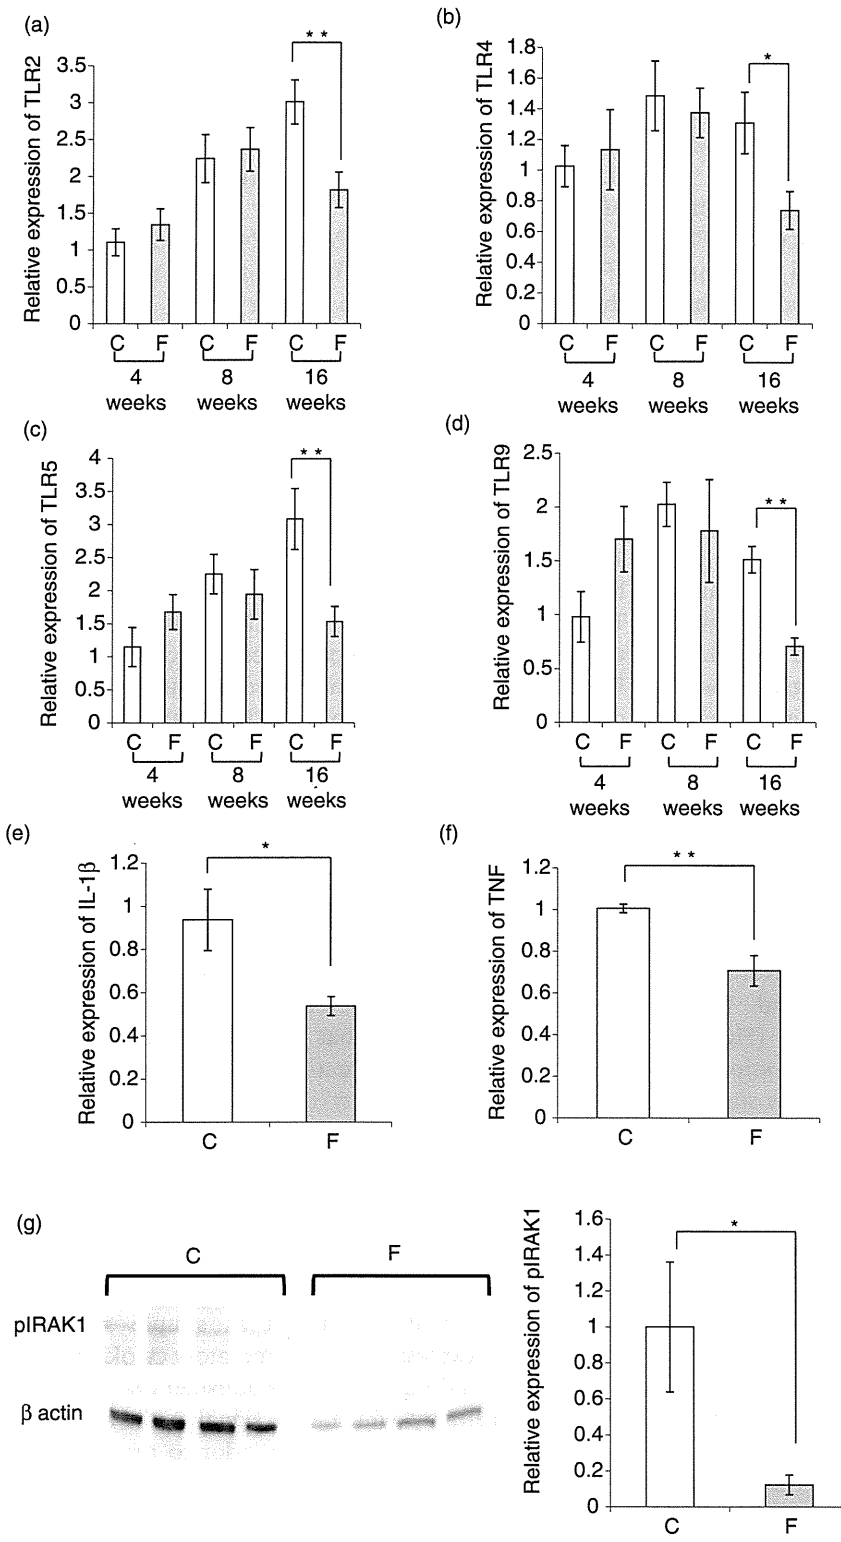 (a)
Relative expression of TLR2
3.5
3
2.5
2
1.5
1
0.5
0
* *
C F C F C F
4 weeks
8 weeks
16 weeks
(b)
Relative expression of TLR4
1.8
1.6
1.4
1.2
1
0.8
0.6
0.4
0.2
0
*
C F C F C F
4 weeks
8 weeks
16 weeks
(c)
Relative expression of TLR5
4
3.5
3
2.5
2
1.5
1
0.5
0
* *
C F C F C F
4 weeks
8 weeks
16 weeks
(d)
Relative expression of TLR9
2.5
2
1.5
1
0.5
0
* *
C F C F C F
4 weeks
8 weeks
16 weeks
(e)
Relative expression of IL-1β
1.2
1
0.8
0.6
0.4
0.2
0
*
C F
(f)
Relative expression of TNF
1.2
1
0.8
0.6
0.4
0.2
0
* *
C F
(g)
C F
pIRAK1
β actin
Relative expression of pIRAK1
1.6
1.4
1.2
1
0.8
0.6
0.4
0.2
0
*
C F